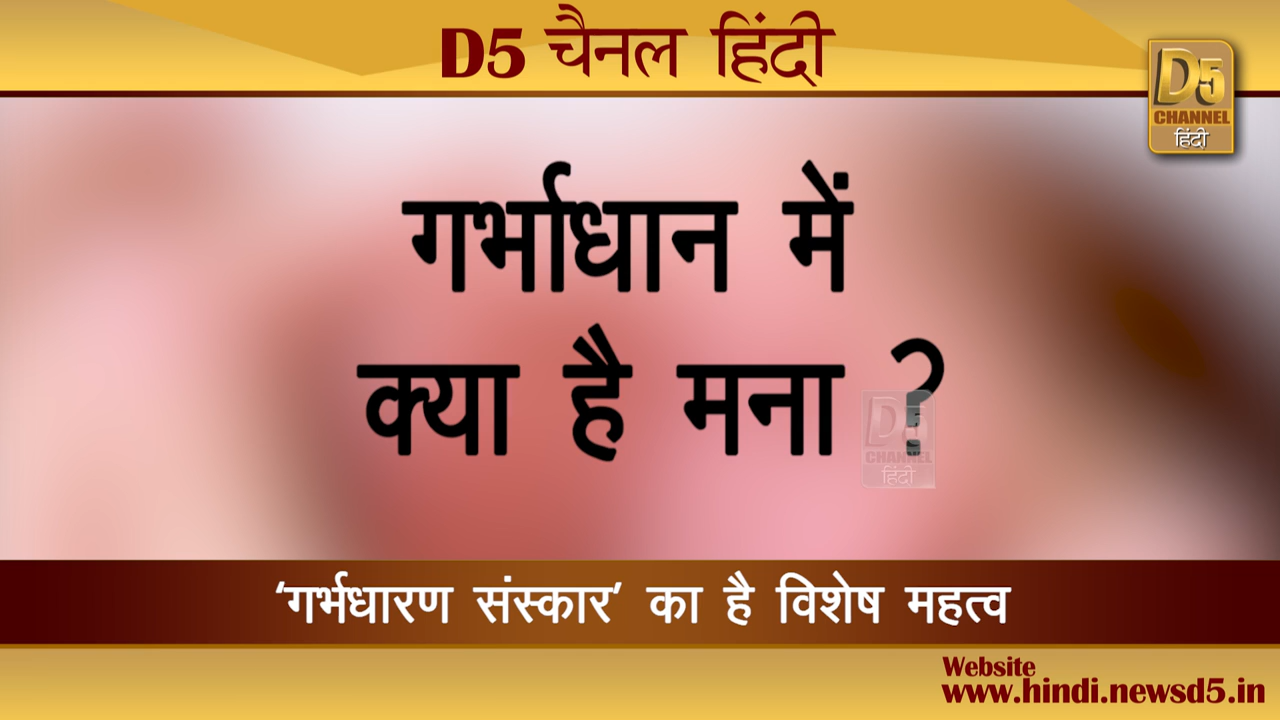 D5 चैनल हिंदी
D5
CHANNEL
हिंदी
गर्भाधान में
क्या है मना ?
D5
CHANNEL
हिंदी
‘गर्भधारण संस्कार’ का है विशेष महत्व
Website
www.hindi.newsd5.in